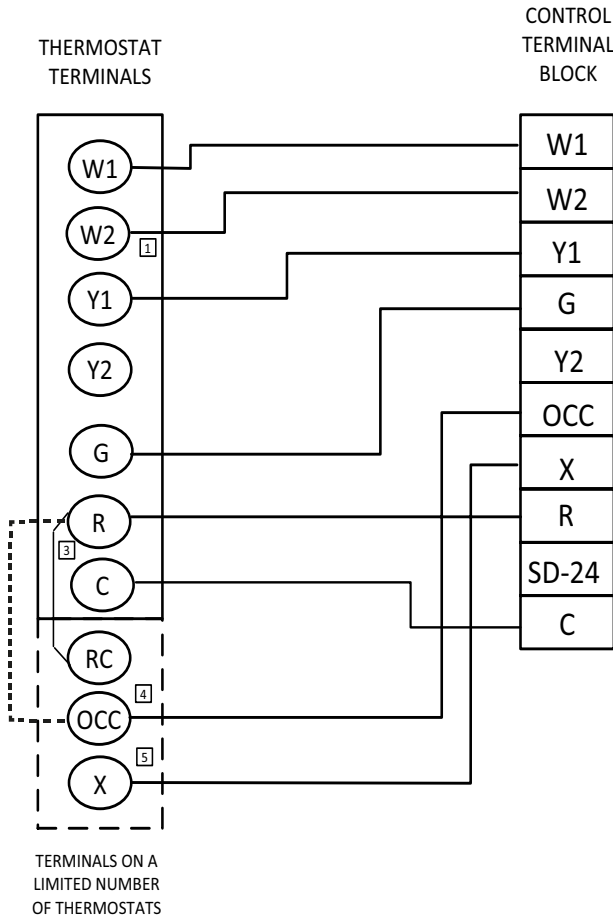 THERMOSTAT
TERMINALS
CONTROL
TERMINAL
BLOCK
W1
W2
1
Y1
Y2
G
R
3
C
RC
4
OCC
5
X
TERMINALS ON A
LIMITED NUMBER
OF THERMOSTATS
W1
W2
Y1
G
Y2
OCC
X
R
SD-24
C